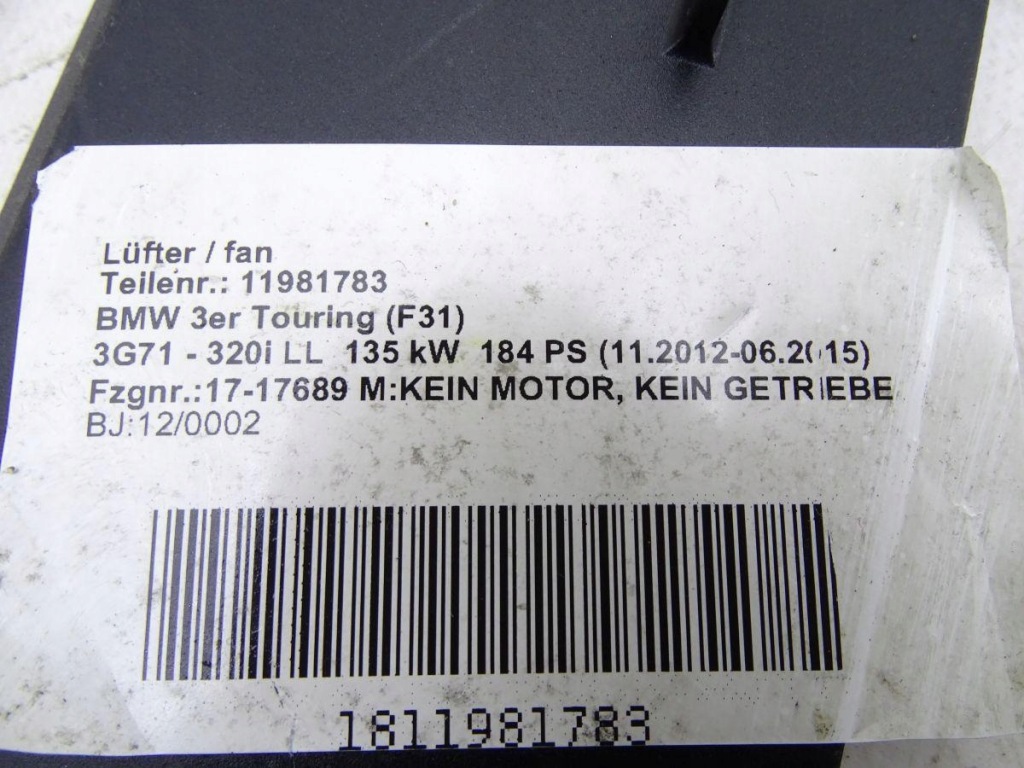 Lüfter / fan
Teilenr.: 11981783
BMW 3er Touring (F31)
3G71 - 320i LL 135 kW 184 PS (11.2012-06.2015)
Fzgnr.:17-17689 M:KEIN MOTOR, KEIN GETRIEBE
BJ:12/0002
1811981783